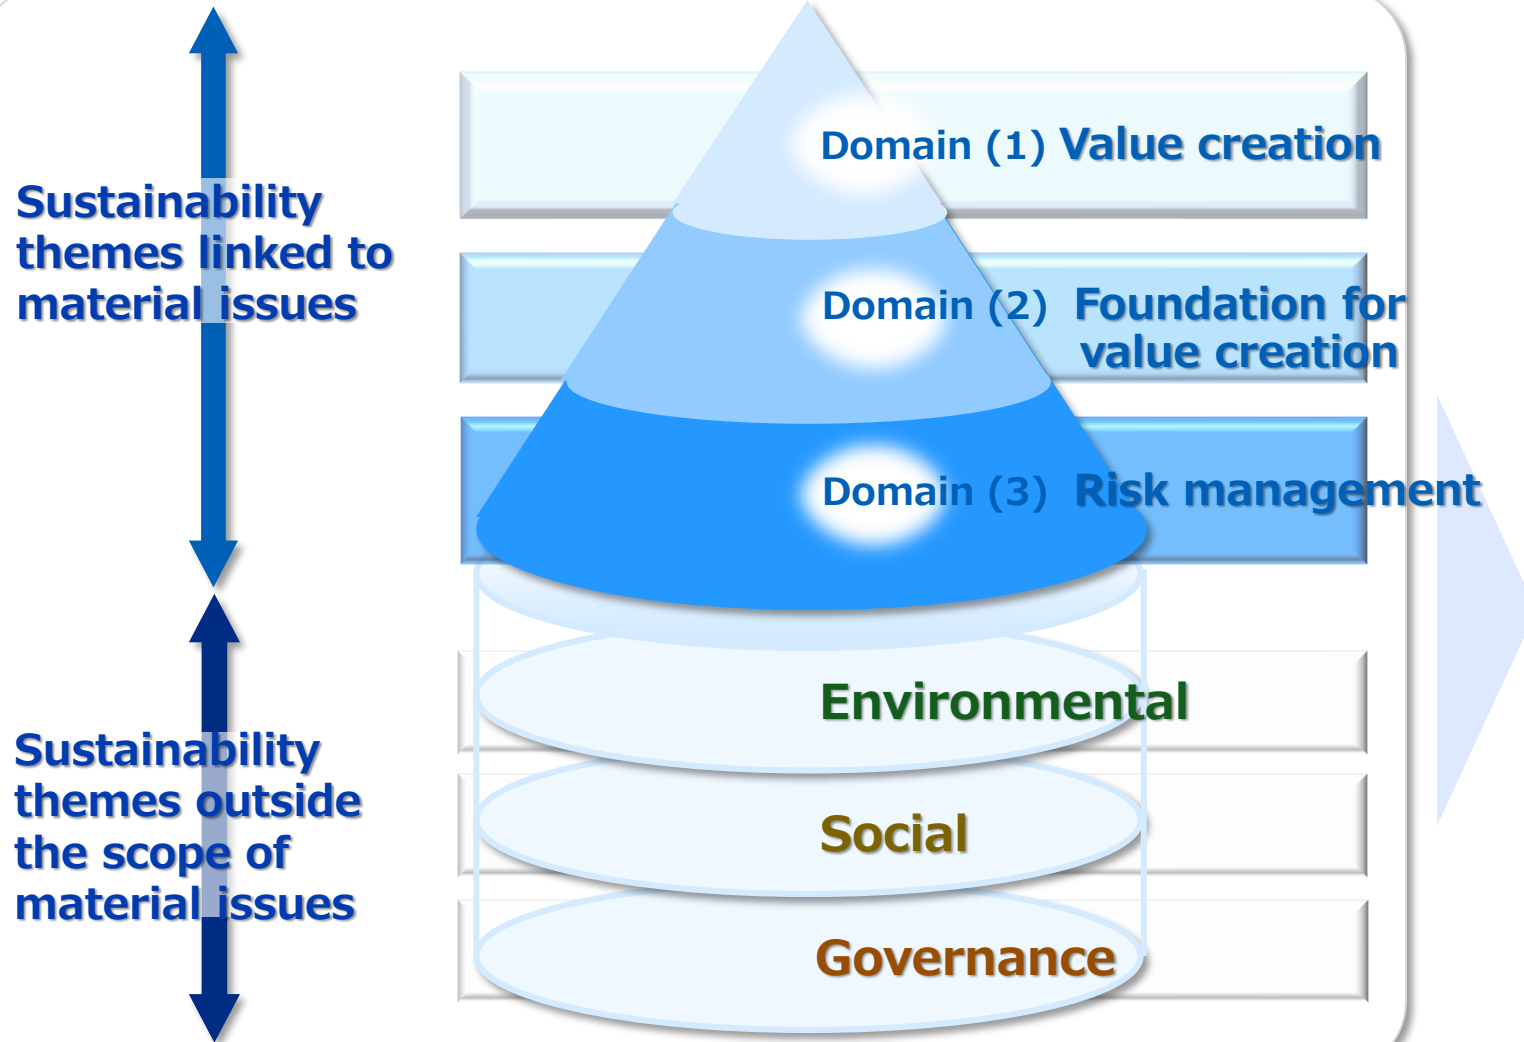 Sustainability
themes linked to
material issues
Domain (1) Value creation
Domain (2) Foundation for
value creation
Domain (3) Risk management
Sustainability
themes outside
the scope of
material issues
Environmental
Social
Governance